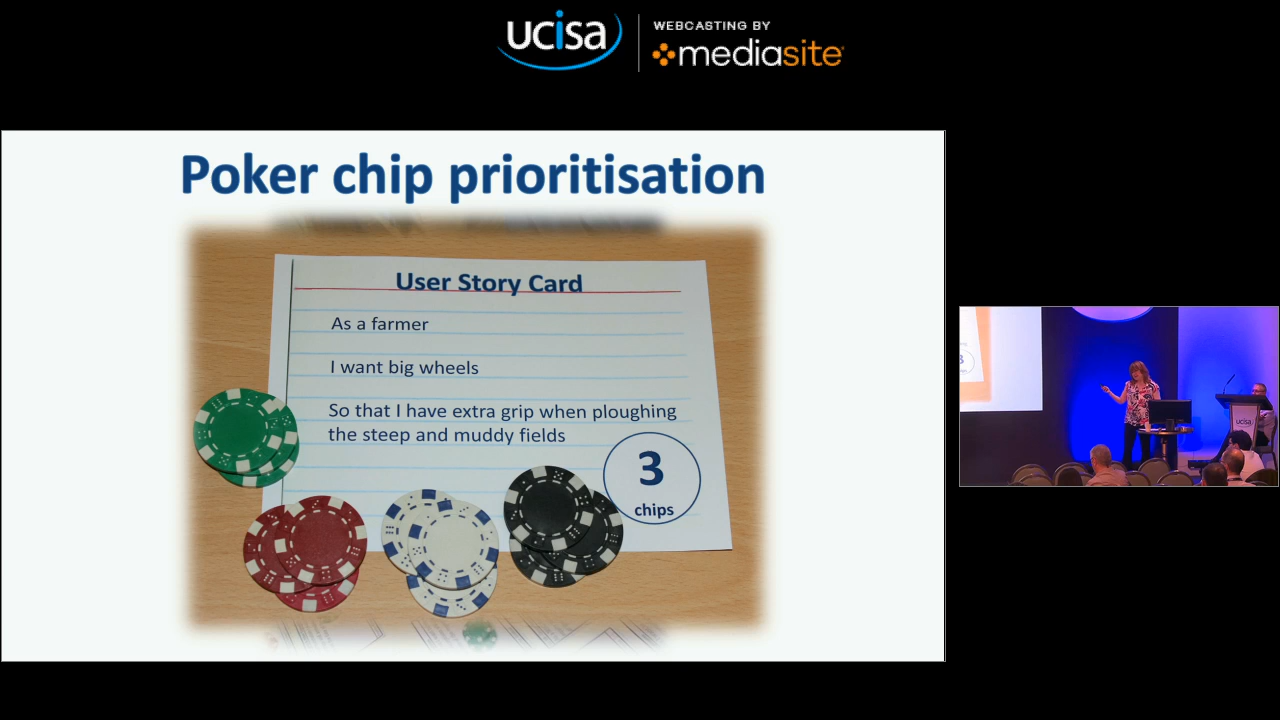 ucisa
WEBCASTING BY
mediasite
Poker chip prioritisation
User Story Card
As a farmer
I want big wheels
So that I have extra grip when ploughing
the steep and muddy fields
3
chips
ucisa